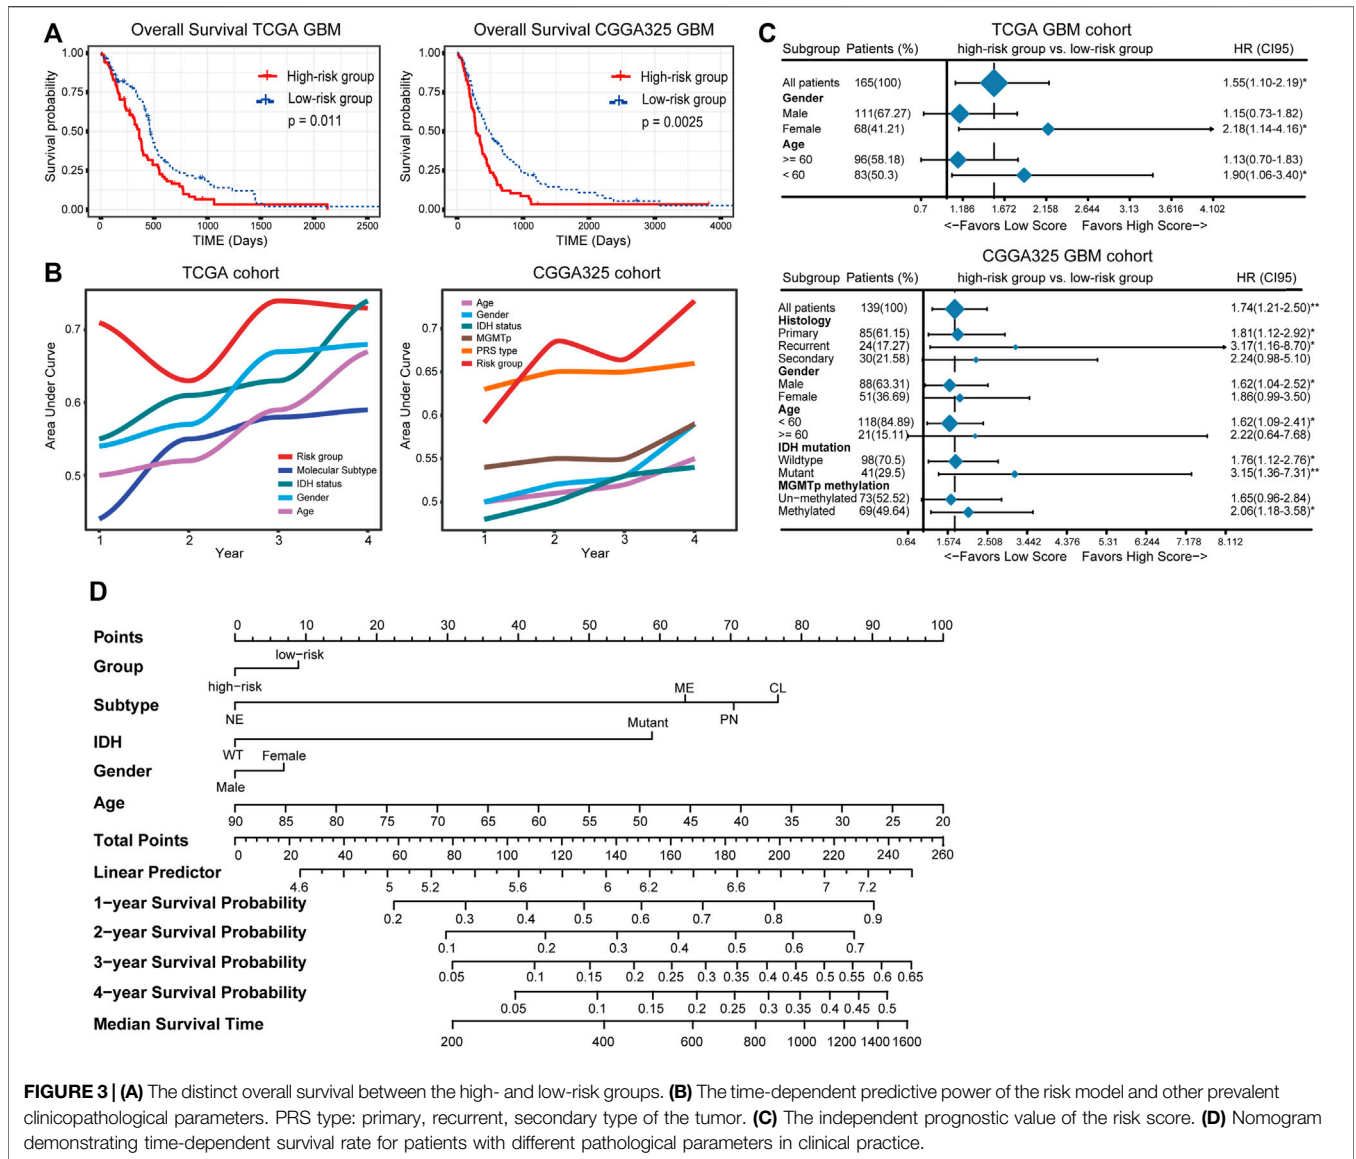 A
Overall Survival TCGA GBM
Survival probability
1.00
0.75
0.50
0.25
0.00
High-risk group
Low-risk group
p = 0.011
0 500 1000 1500 2000 2500
TIME (Days)
Overall Survival CGGA325 GBM
Survival probability
1.00
0.75
0.50
0.25
0.00
High-risk group
Low-risk group
p = 0.0025
0 1000 2000 3000 4000
TIME (Days)
B
TCGA cohort
Area Under Curve
0.7
0.6
0.5
Risk group
Molecular Subtype
IDH status
Gender
Age
1 2 3 4
Year
CGGA325 cohort
Area Under Curve
0.7
0.65
0.6
0.55
0.5
Age
Gender
IDH status
MGMTp
PRS type
Risk group
1 2 3 4
Year
C
TCGA GBM cohort
Subgroup Patients (%) high-risk group vs. low-risk group HR (CI95)
All patients 165(100) 1.55(1.10-2.19)*
Gender
Male 111(67.27) 1.15(0.73-1.82)
Female 68(41.21) 2.18(1.14-4.16)*
Age
>= 60 96(58.18) 1.13(0.70-1.83)
< 60 83(50.3) 1.90(1.06-3.40)*
0.7 1.186 1.672 2.158 2.644 3.13 3.616 4.102
<−Favors Low Score Favors High Score−>
CGGA325 GBM cohort
Subgroup Patients (%) high-risk group vs. low-risk group HR (CI95)
All patients 139(100) 1.74(1.21-2.50)**
Histology
Primary 85(61.15) 1.81(1.12-2.92)*
Recurrent 24(17.27) 3.17(1.16-8.70)*
Secondary 30(21.58) 2.24(0.98-5.10)
Gender
Male 88(63.31) 1.62(1.04-2.52)*
Female 51(36.69) 1.86(0.99-3.50)
Age
< 60 118(84.89) 1.62(1.09-2.41)*
>= 60 21(15.11) 2.22(0.64-7.68)
IDH mutation
Wildtype 98(70.5) 1.76(1.12-2.76)*
Mutant 41(29.5) 3.15(1.36-7.31)**
MGMTp methylation
Un−methylated 73(52.52) 1.65(0.96-2.84)
Methylated 69(49.64) 2.06(1.18-3.58)*
0.64 1.574 2.508 3.442 4.376 5.31 6.244 7.178 8.112
<−Favors Low Score Favors High Score−>
D
Points
0 10 20 30 40 50 60 70 80 90 100
Group
low−risk
high−risk
Subtype
ME CL
NE PN
IDH
Mutant
WT
Gender
Female
Male
Age
90 85 80 75 70 65 60 55 50 45 40 35 30 25 20
Total Points
0 20 40 60 80 100 120 140 160 180 200 220 240 260
Linear Predictor
4.6 5 5.2 5.6 6 6.2 6.6 7 7.2
1−year Survival Probability
0.2 0.3 0.4 0.5 0.6 0.7 0.8 0.9
2−year Survival Probability
0.1 0.2 0.3 0.4 0.5 0.6 0.7
3−year Survival Probability
0.05 0.1 0.15 0.2 0.25 0.3 0.35 0.4 0.45 0.5 0.55 0.6 0.65
4−year Survival Probability
0.05 0.1 0.15 0.2 0.25 0.3 0.35 0.4 0.45 0.5
Median Survival Time
200 400 600 800 1000 1200 1400 1600
FIGURE 3 | (A) The distinct overall survival between the high- and low-risk groups. (B) The time-dependent predictive power of the risk model and other prevalent
clinicopathological parameters. PRS type: primary, recurrent, secondary type of the tumor. (C) The independent prognostic value of the risk score. (D) Nomogram
demonstrating time-dependent survival rate for patients with different pathological parameters in clinical practice.